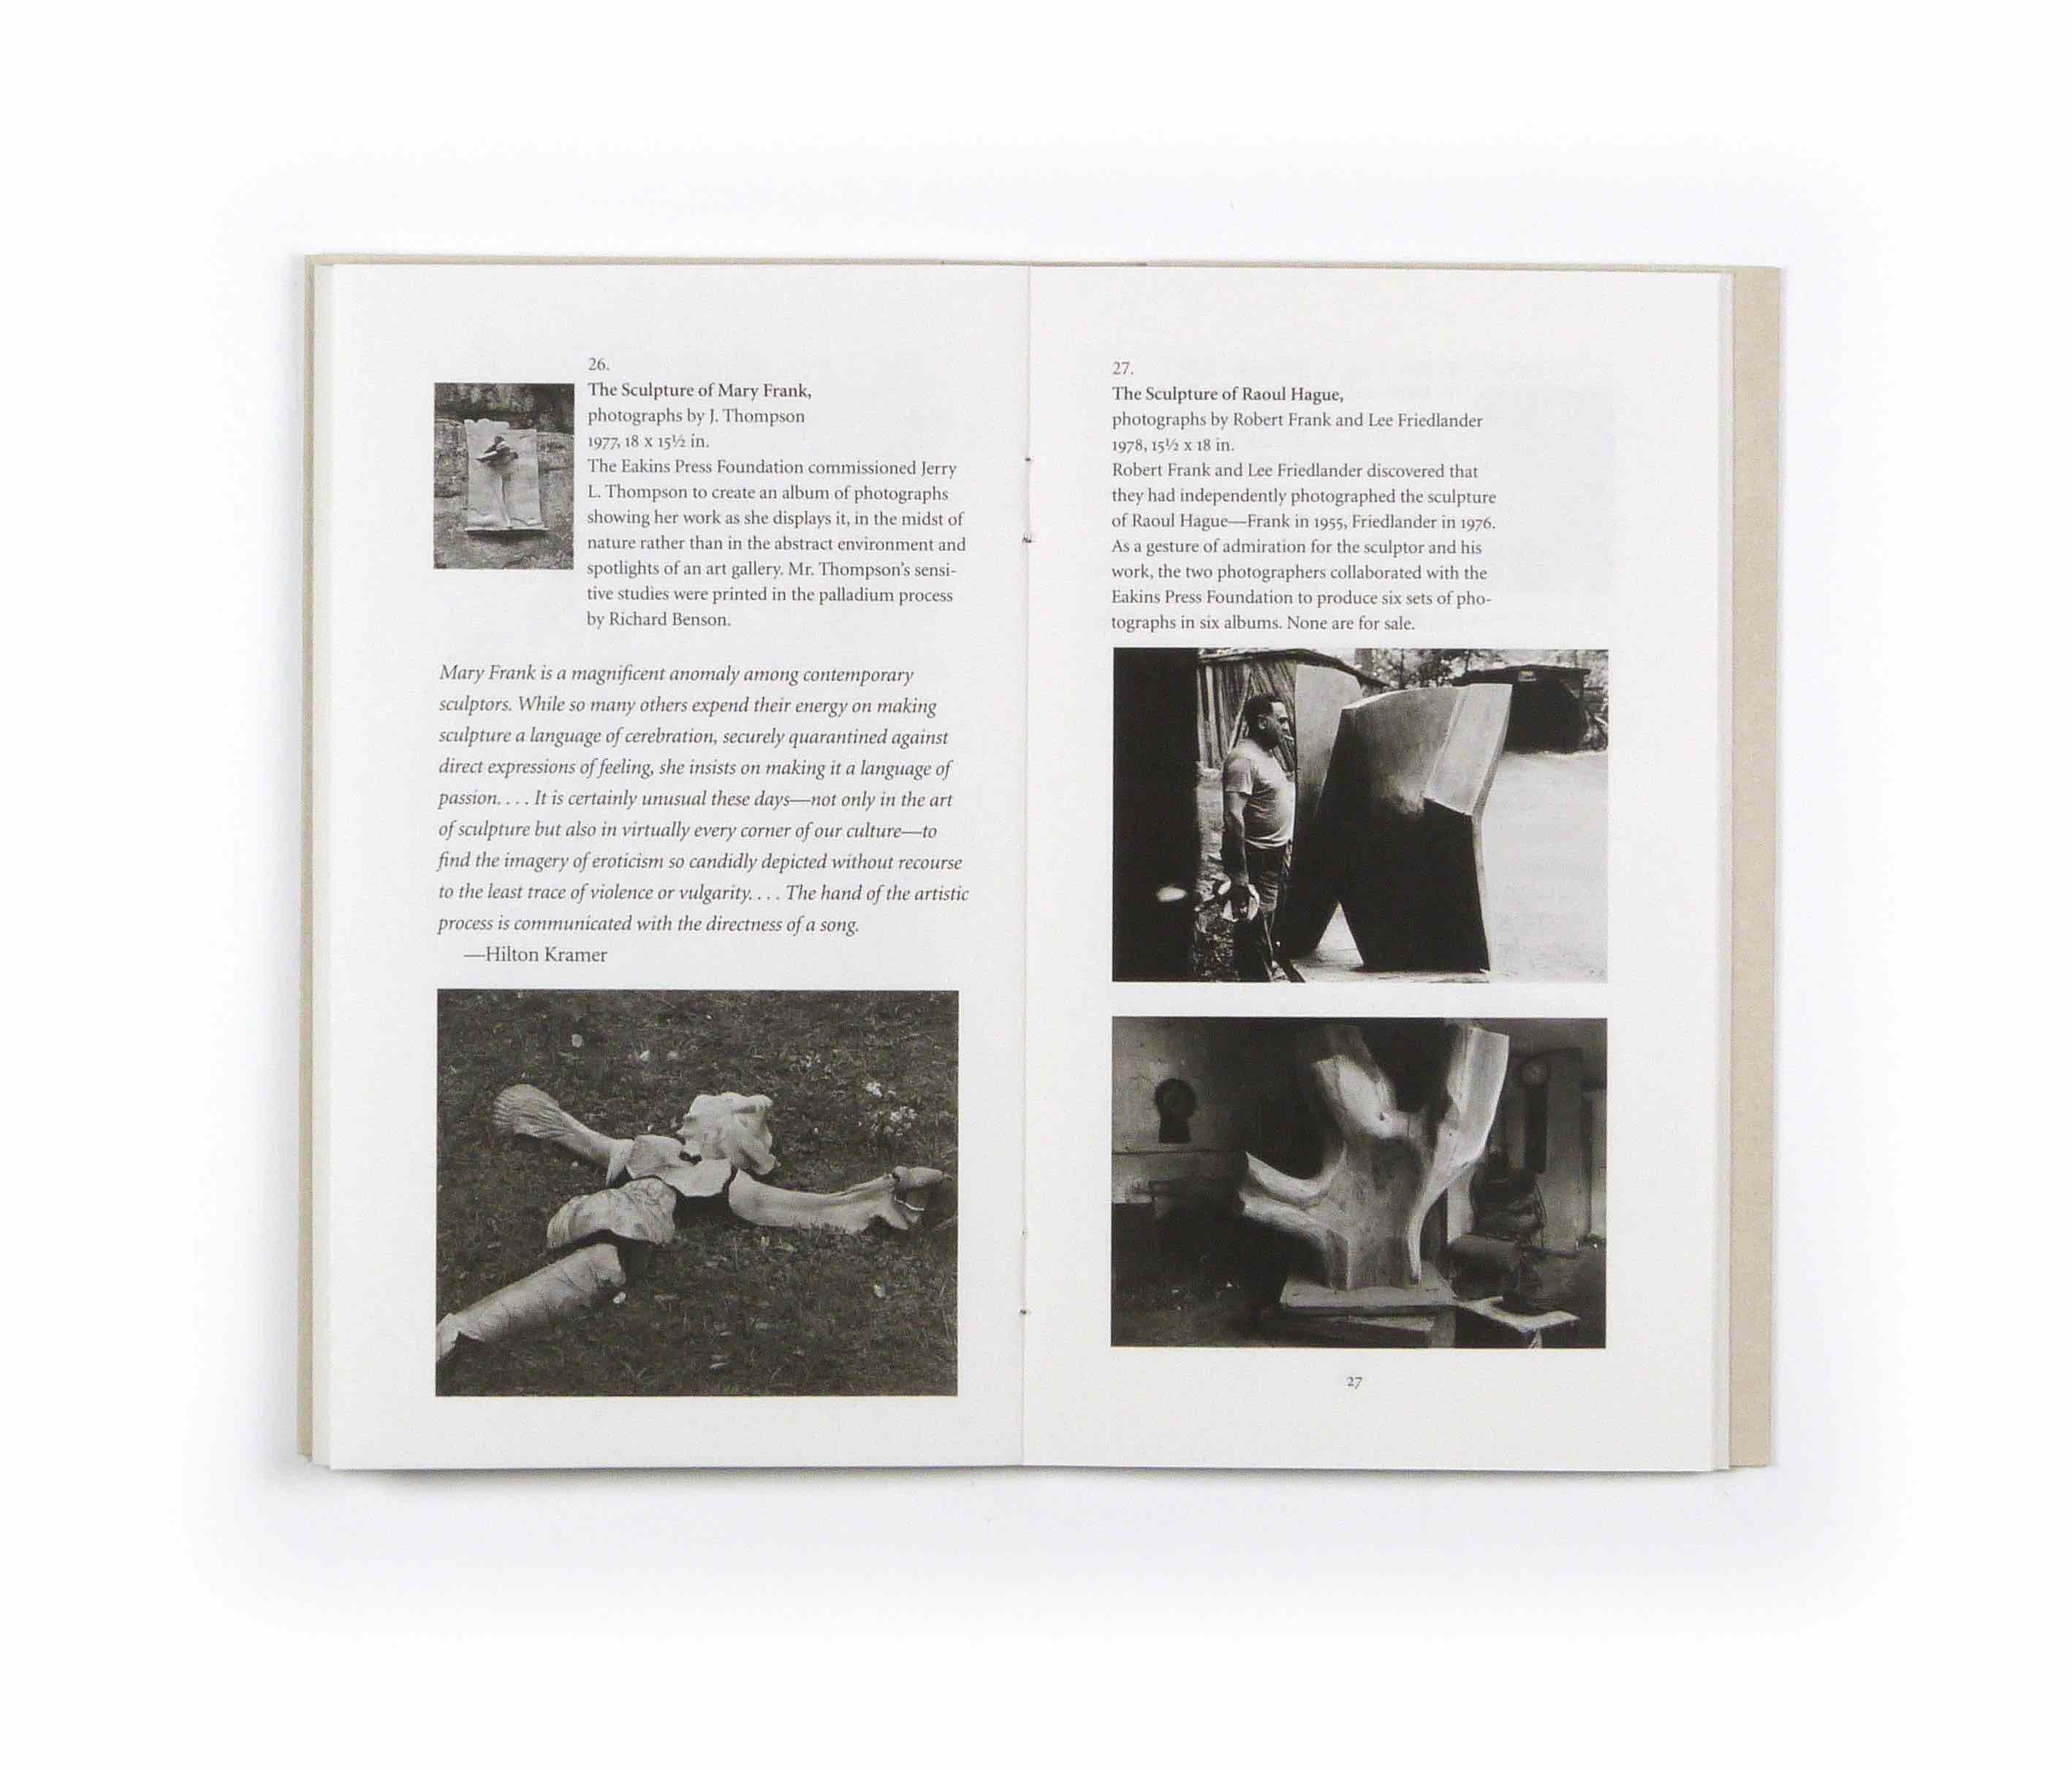 26.
The Sculpture of Mary Frank,
photographs by J. Thompson
1977, 18 x 15½ in.
The Eakins Press Foundation commissioned Jerry
L. Thompson to create an album of photographs
showing her work as she displays it, in the midst of
nature rather than in the abstract environment and
spotlights of an art gallery. Mr. Thompson's sensi-
tive studies were printed in the palladium process
by Richard Benson.
Mary Frank is a magnificent anomaly among contemporary
sculptors. While so many others expend their energy on making
sculpture a language of cerebration, securely quarantined against
direct expressions of feeling, she insists on making it a language of
passion. . . . It is certainly unusual these days—not only in the art
of sculpture but also in virtually every corner of our culture—to
find the imagery of eroticism so candidly depicted without recourse
to the least trace of violence or vulgarity. . . . The hand of the artistic
process is communicated with the directness of a song.
—Hilton Kramer
27.
The Sculpture of Raoul Hague,
photographs by Robert Frank and Lee Friedlander
1978, 15½ x 18 in.
Robert Frank and Lee Friedlander discovered that
they had independently photographed the sculpture
of Raoul Hague—Frank in 1955, Friedlander in 1976.
As a gesture of admiration for the sculptor and his
work, the two photographers collaborated with the
Eakins Press Foundation to produce six sets of pho-
tographs in six albums. None are for sale.
27